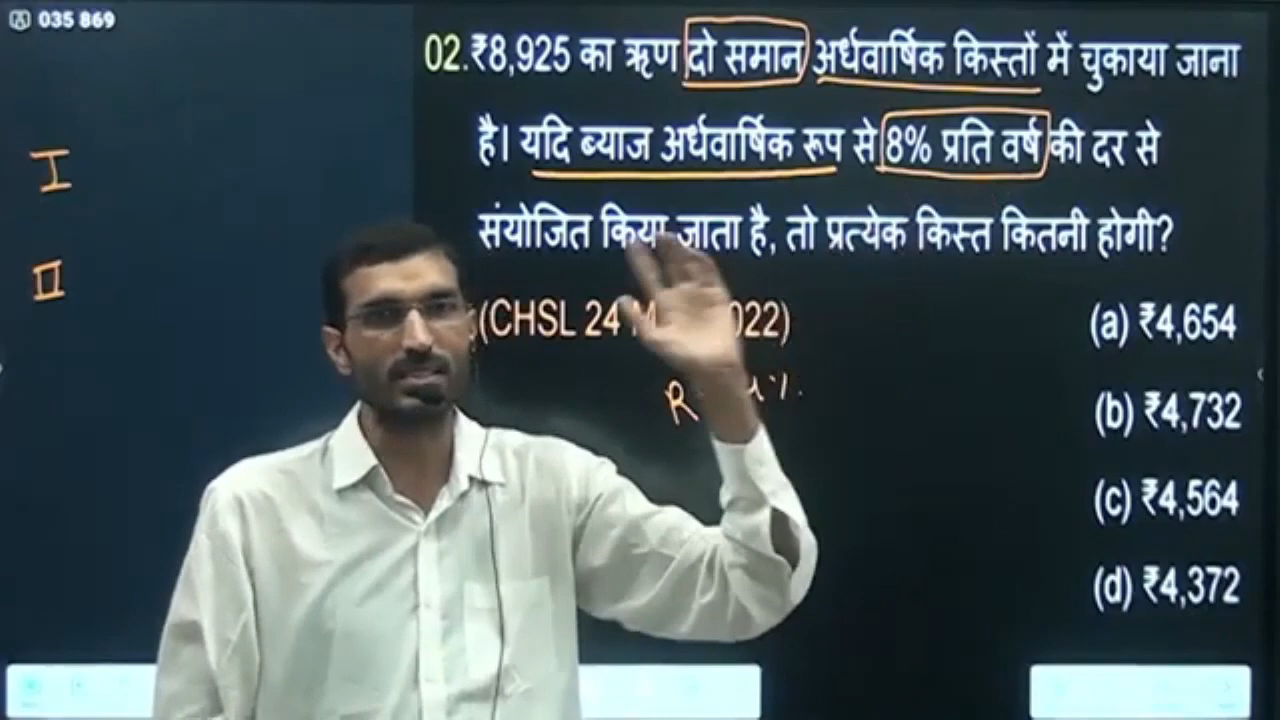 035 869
02.₹8,925 का ऋण दो समान अर्धवार्षिक किस्तों में चुकाया जाना
है। यदि ब्याज अर्धवार्षिक रूप से 8% प्रति वर्ष की दर से
संयोजित किया जाता है, तो प्रत्येक किस्त कितनी होगी?
(CHSL 24 022)
(a) ₹4,654
(b) ₹4,732
(c) ₹4,564
(d) ₹4,372
I
II
R 4%.